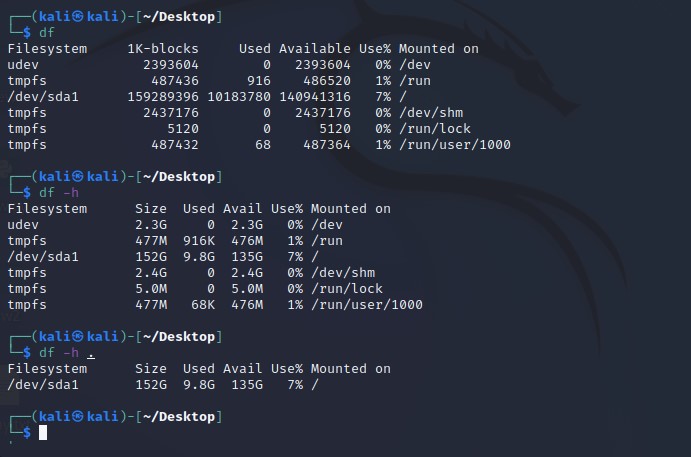 ┌──(kali㉿kali)-[~/Desktop]
└─$ df
Filesystem     1K-blocks     Used Available Use% Mounted on
udev             2393604        0   2393604   0% /dev
tmpfs             487436      916    486520   1% /run
/dev/sda1      159289396 10183780 140941316   7% /
tmpfs            2437176        0   2437176   0% /dev/shm
tmpfs               5120        0      5120   0% /run/lock
tmpfs             487432       68    487364   1% /run/user/1000
┌──(kali㉿kali)-[~/Desktop]
└─$ df -h
Filesystem      Size  Used Avail Use% Mounted on
udev            2.3G     0  2.3G   0% /dev
tmpfs           477M  916K  476M   1% /run
/dev/sda1       152G  9.8G  135G   7% /
tmpfs           2.4G     0  2.4G   0% /dev/shm
tmpfs           5.0M     0  5.0M   0% /run/lock
tmpfs           477M   68K  476M   1% /run/user/1000
┌──(kali㉿kali)-[~/Desktop]
└─$ df -h .
Filesystem      Size  Used Avail Use% Mounted on
/dev/sda1       152G  9.8G  135G   7% /
┌──(kali㉿kali)-[~/Desktop]
└─$